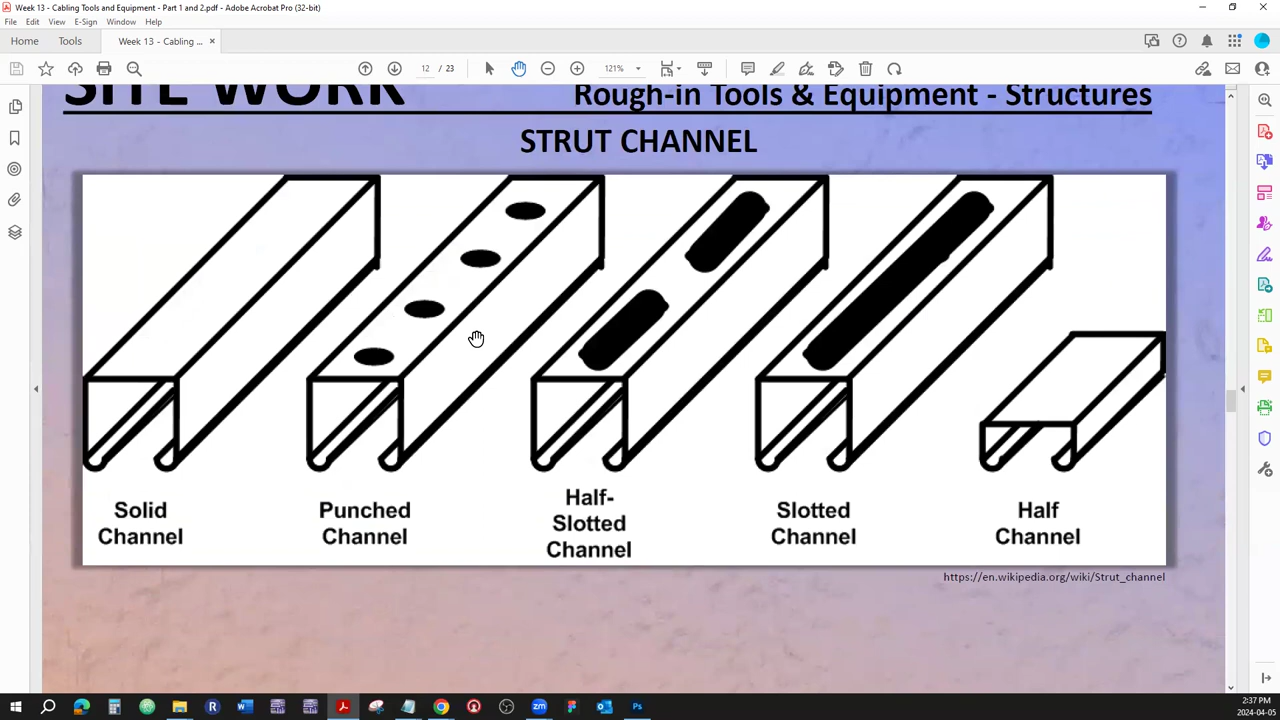 Week 13 - Cabling Tools and Equipment - Part 1 and 2.pdf - Adobe Acrobat Pro (32-bit)
File Edit View E-Sign Window Help
Home Tools Week 13 - Cabling ... ×
12 / 23 121%
SITE WORK Rough-in Tools & Equipment - Structures
STRUT CHANNEL
Solid
Channel
Punched
Channel
Half-
Slotted
Channel
Slotted
Channel
Half
Channel
https://en.wikipedia.org/wiki/Strut_channel
2:37 PM
2024-04-05